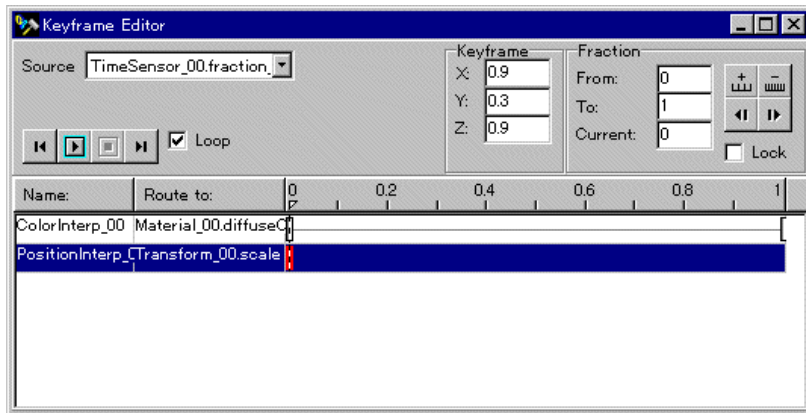 Keyframe Editor
Source TimeSensor_00.fraction_
Keyframe
X: 0.9
Y: 0.3
Z: 0.9
Fraction
From: 0
To: 1
Current: 0
Lock
Loop
Name: Route to: 0 0.2 0.4 0.6 0.8 1
ColorInterp_00 Material_00.diffuseC
PositionInterp_0 Transform_00.scale